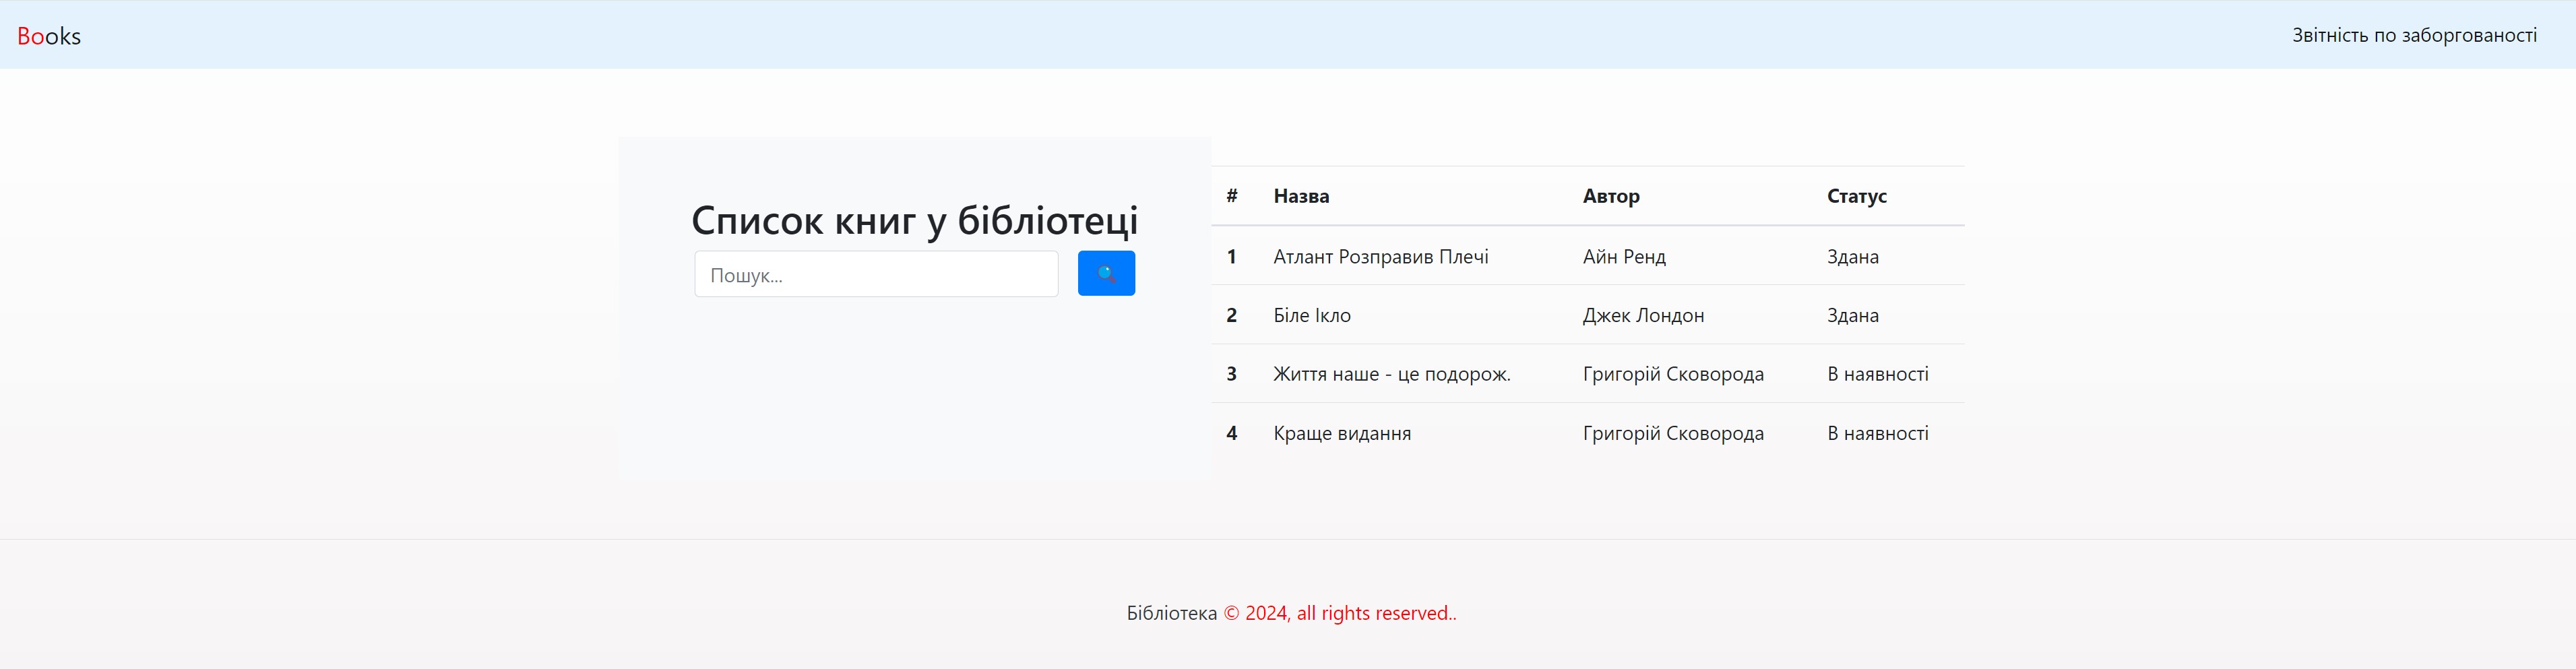 Books
Звітність по заборгованості
Список книг у бібліотеці
Пошук...
# Назва Автор Статус
1 Атлант Розправив Плечі Айн Ренд Здана
2 Біле Ікло Джек Лондон Здана
3 Життя наше - це подорож. Григорій Сковорода В наявності
4 Краще видання Григорій Сковорода В наявності
Бібліотека © 2024, all rights reserved..